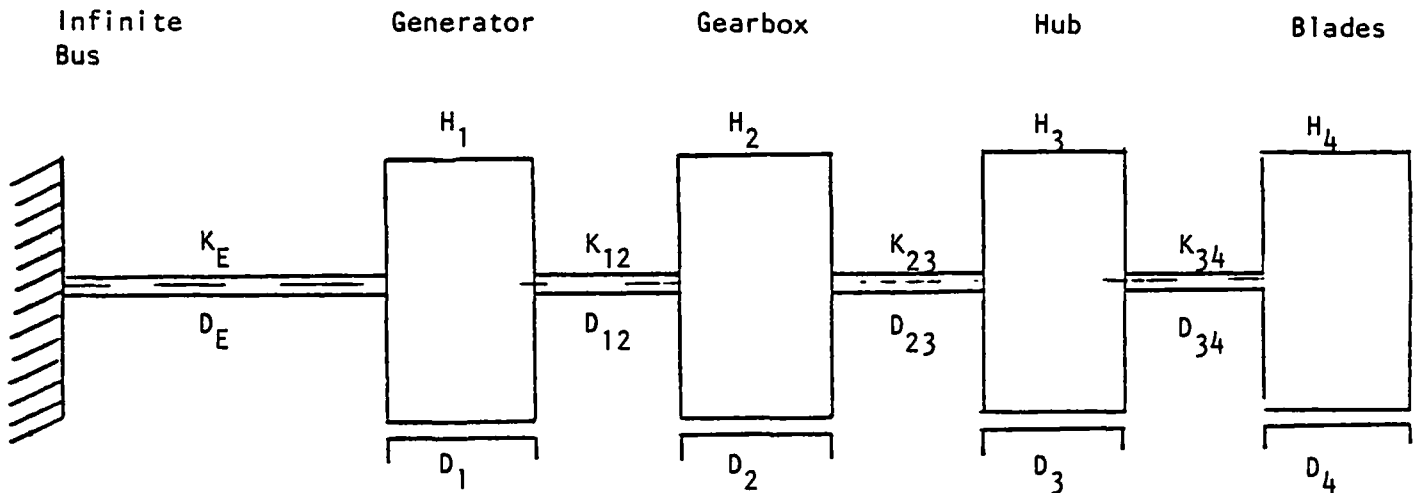 Infinite Bus
Generator
Gearbox
Hub
Blades
H1
H2
H3
H4
KE
K12
K23
K34
DE
D12
D23
D34
D1
D2
D3
D4